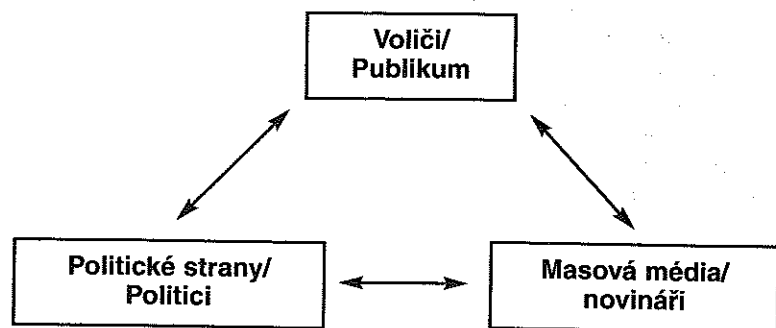 Voliči/
Publikum
Politické strany/
Politici
Masová média/
novináři